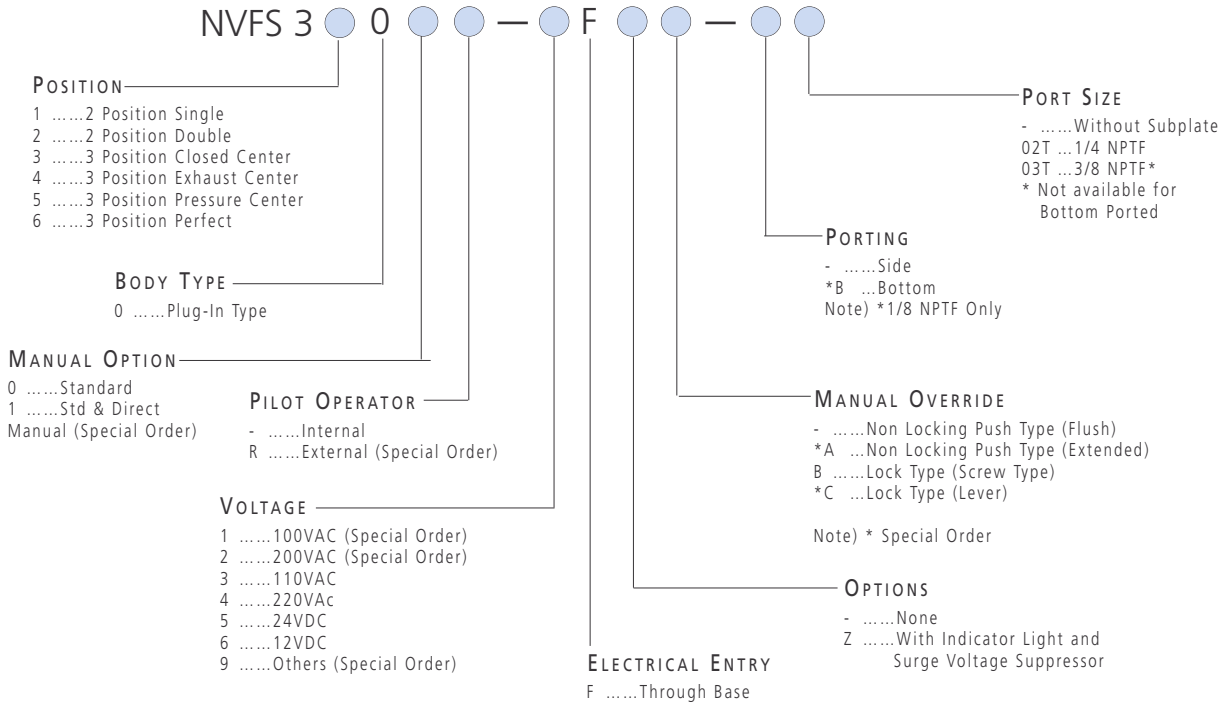 NVFS 3 0 — F —
POSITION
1 ......2 Position Single
2 ......2 Position Double
3 ......3 Position Closed Center
4 ......3 Position Exhaust Center
5 ......3 Position Pressure Center
6 ......3 Position Perfect
BODY TYPE
0 ......Plug-In Type
MANUAL OPTION
0 ......Standard
1 ......Std & Direct
Manual (Special Order)
PILOT OPERATOR
- ......Internal
R ......External (Special Order)
VOLTAGE
1 ......100VAC (Special Order)
2 ......200VAC (Special Order)
3 ......110VAC
4 ......220VAc
5 ......24VDC
6 ......12VDC
9 ......Others (Special Order)
ELECTRICAL ENTRY
F ......Through Base
OPTIONS
- ......None
Z ......With Indicator Light and
Surge Voltage Suppressor
MANUAL OVERRIDE
- ......Non Locking Push Type (Flush)
*A ...Non Locking Push Type (Extended)
B ......Lock Type (Screw Type)
*C ...Lock Type (Lever)
Note) * Special Order
PORTING
- ......Side
*B ...Bottom
Note) *1/8 NPTF Only
PORT SIZE
- ......Without Subplate
02T ...1/4 NPTF
03T ...3/8 NPTF*
* Not available for
Bottom Ported